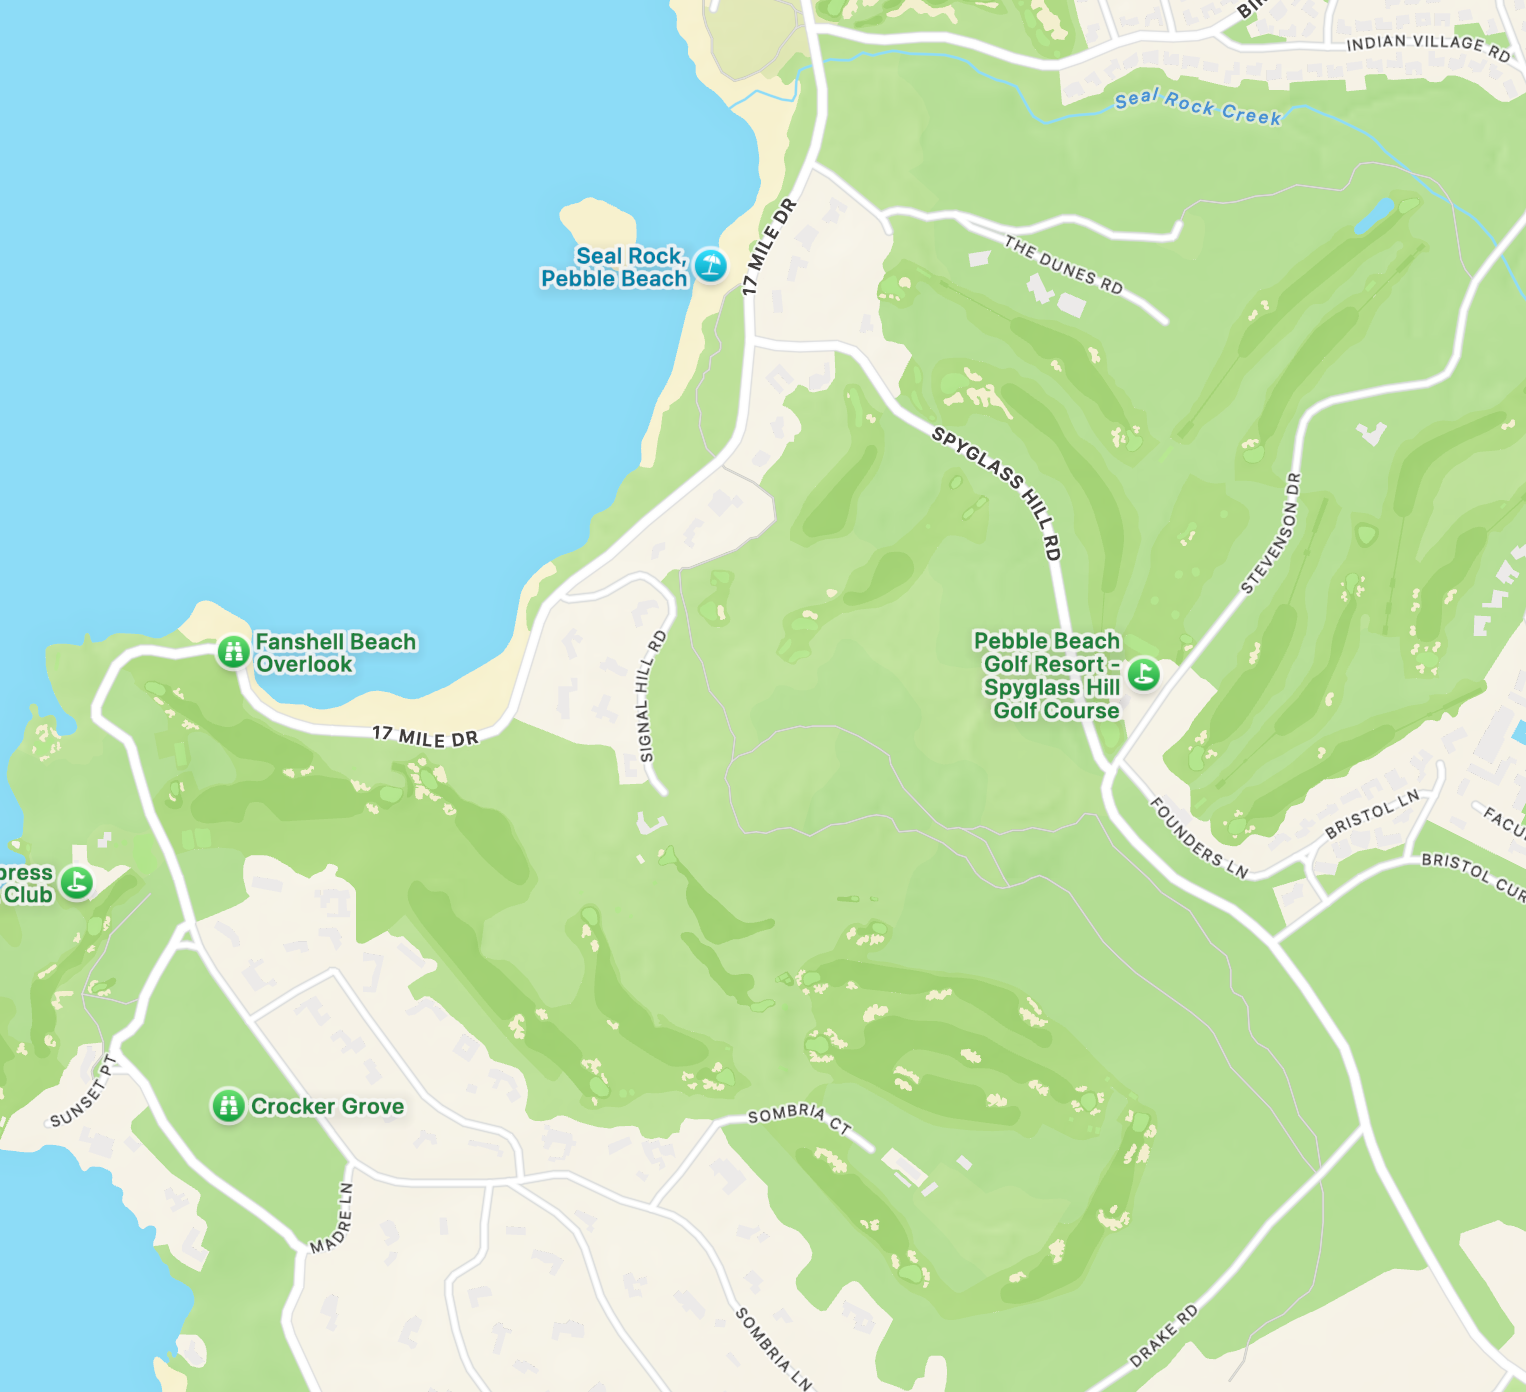 BIR
INDIAN VILLAGE RD
Seal Rock Creek
17 MILE DR
Seal Rock,
Pebble Beach
THE DUNES RD
SPYGLASS HILL RD
STEVENSON DR
Fanshell Beach
Overlook
SIGNAL HILL RD
Pebble Beach
Golf Resort -
Spyglass Hill
Golf Course
17 MILE DR
FOUNDERS LN
BRISTOL LN
FACU
BRISTOL CUR
press
Club
SUNSET PT
Crocker Grove
SOMBRIA CT
MADRE LN
SOMBRIA LN
DRAKE RD